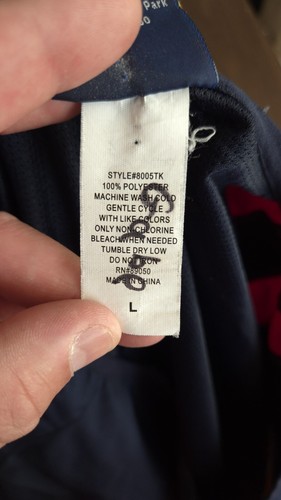 Park
STYLE#8005TK
100% POLYESTER
MACHINE WASH COLD
GENTLE CYCLE
WITH LIKE COLORS
ONLY NON-CHLORINE
BLEACH WHEN NEEDED
TUMBLE DRY LOW
DO NOT IRON
RN#89050
MADE IN CHINA
L